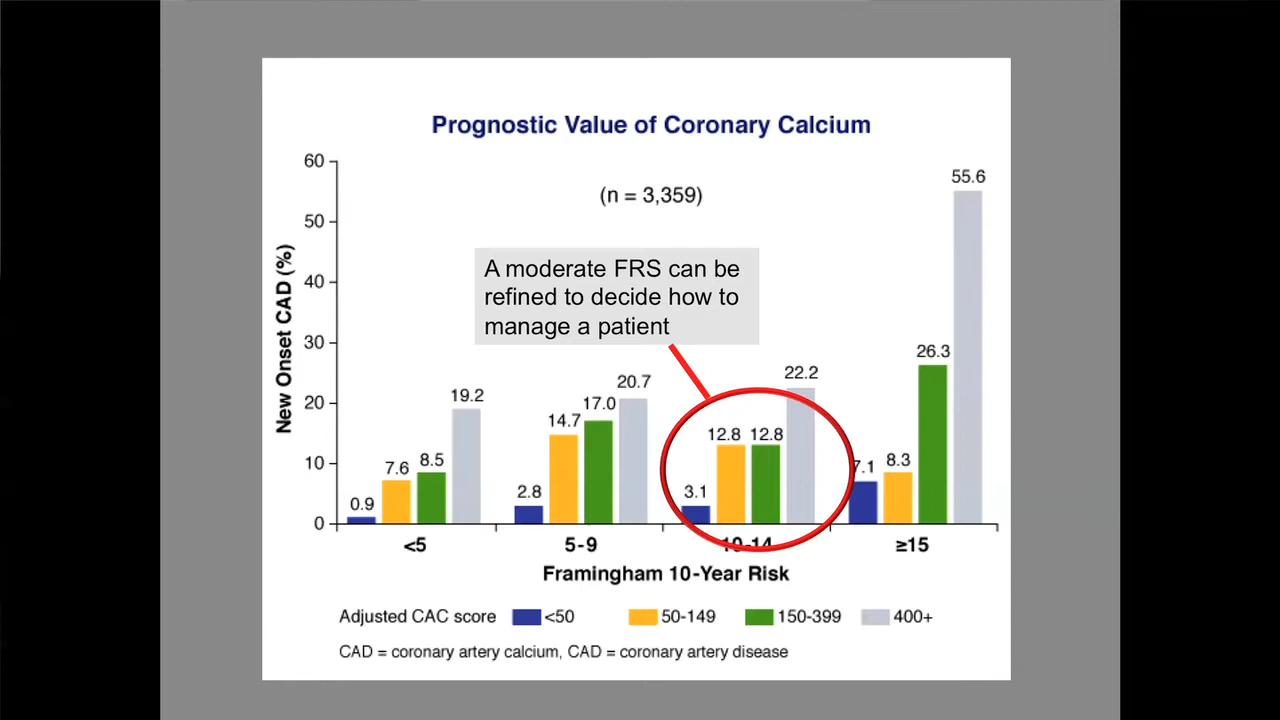 Prognostic Value of Coronary Calcium
(n = 3,359)
A moderate FRS can be
refined to decide how to
manage a patient
New Onset CAD (%)
60
50
40
30
20
10
0
0.9 7.6 8.5 19.2
2.8 14.7 17.0 20.7
3.1 12.8 12.8 22.2
7.1 8.3 26.3 55.6
<5 5-9 10-14 ≥15
Framingham 10-Year Risk
Adjusted CAC score <50 50-149 150-399 400+
CAD = coronary artery calcium, CAD = coronary artery disease